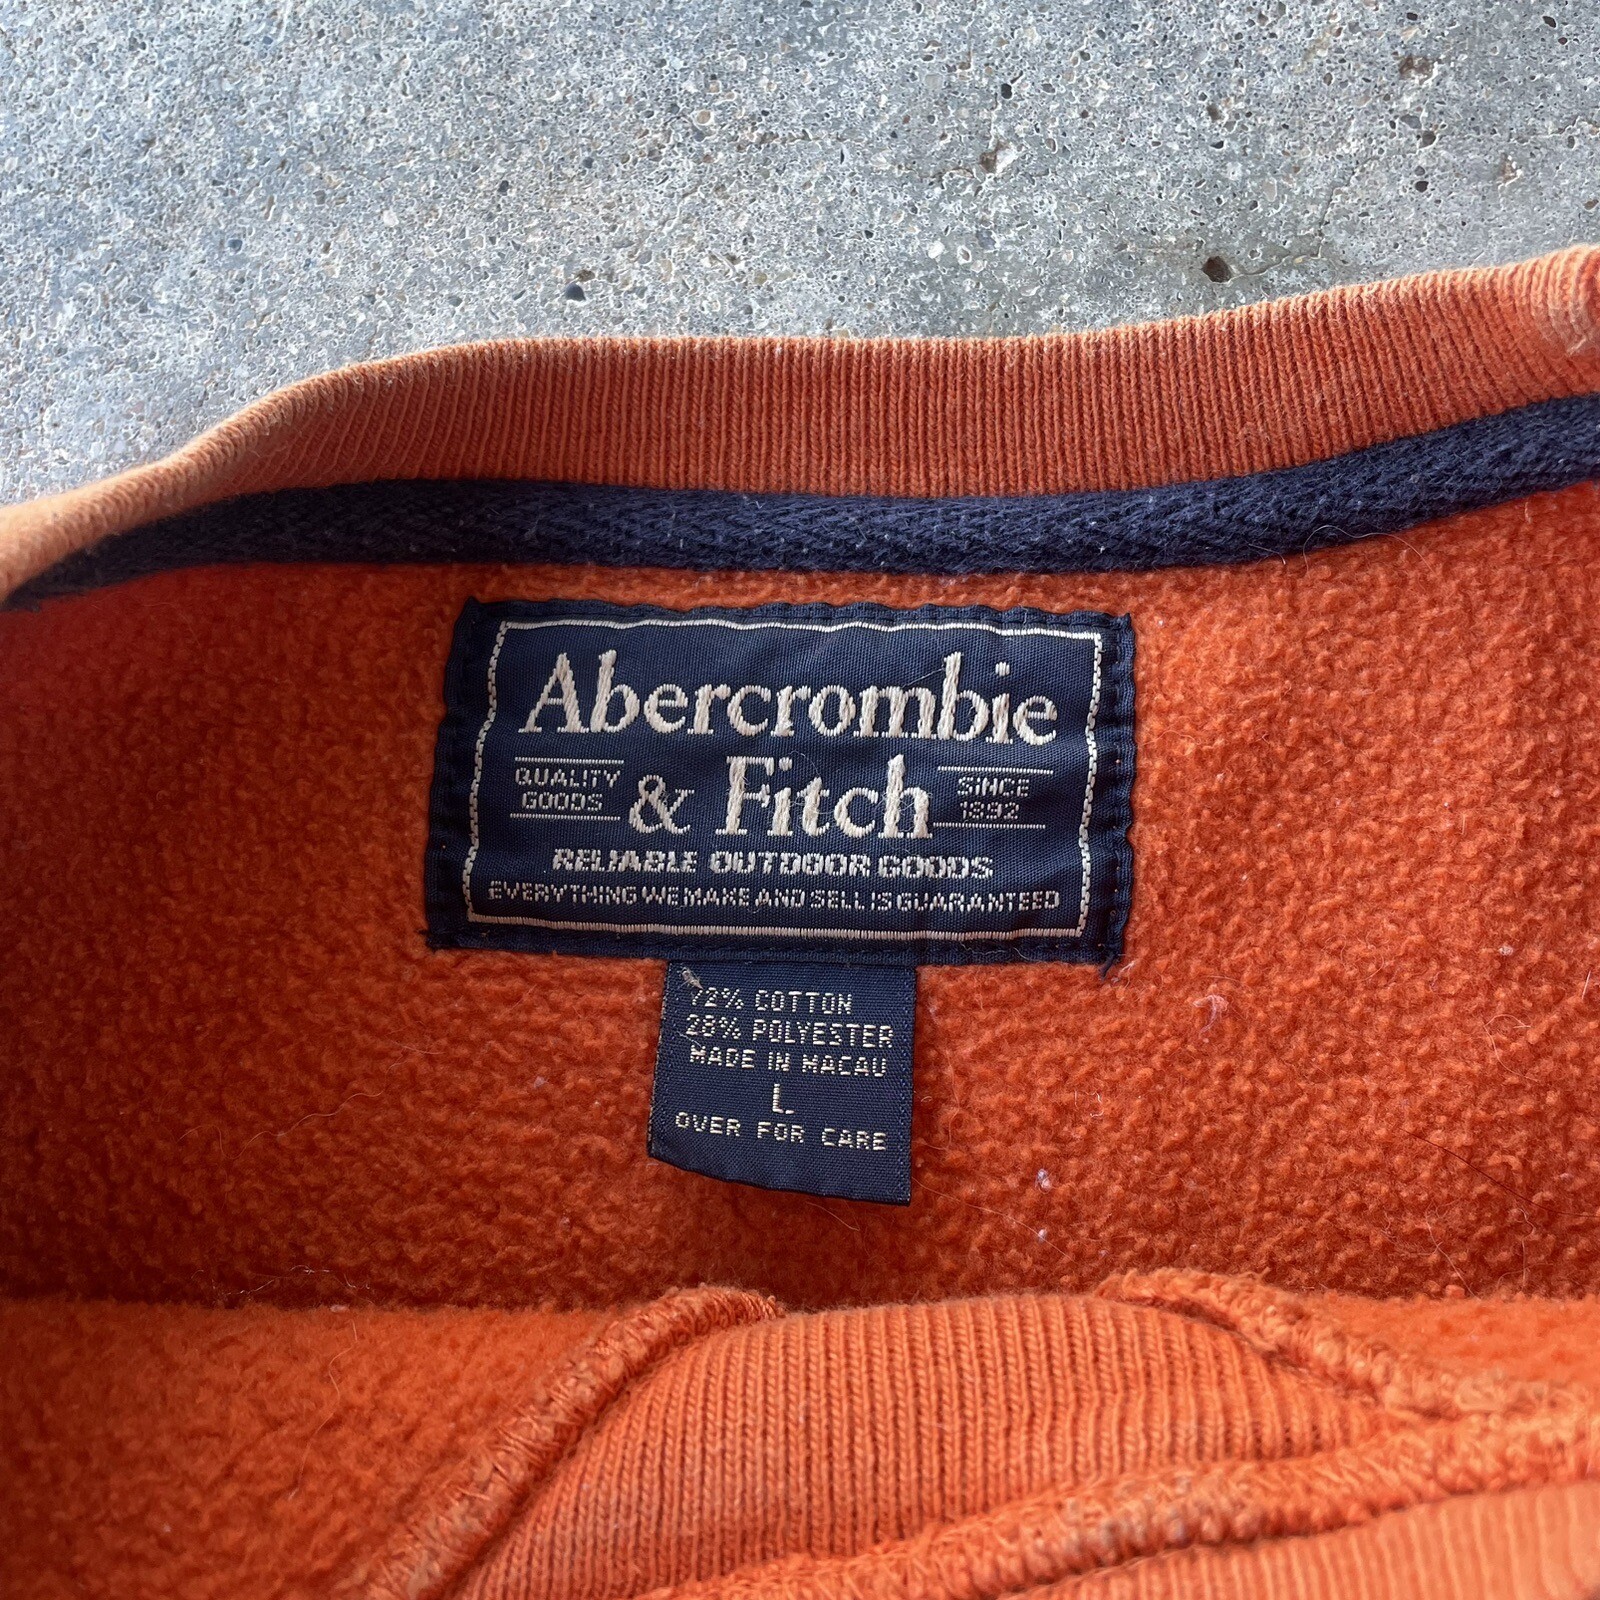 Abercrombie
QUALITY
GOODS
& Fitch
SINCE
1892
RELIABLE OUTDOOR GOODS
EVERYTHING WE MAKE AND SELL IS GUARANTEED
72% COTTON
28% POLYESTER
MADE IN MACAU
L
OVER FOR CARE